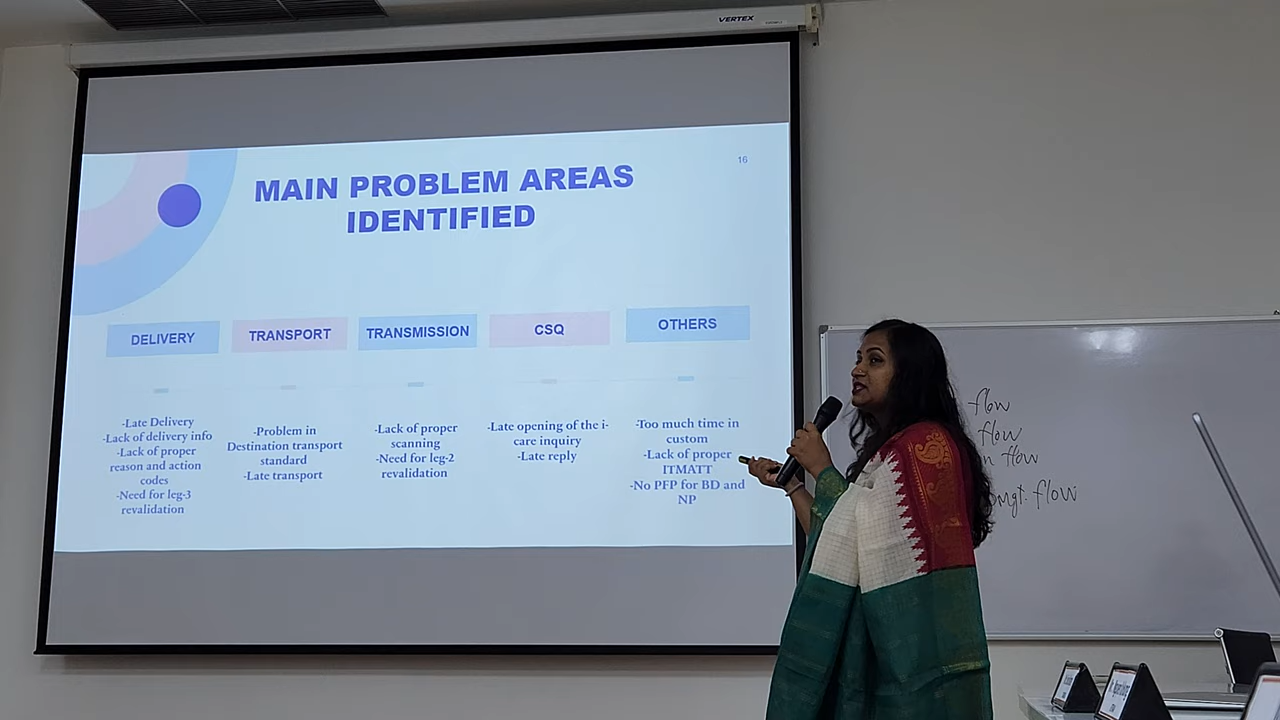 VERTEX
16
MAIN PROBLEM AREAS
IDENTIFIED
DELIVERY
TRANSPORT
TRANSMISSION
CSQ
OTHERS
-Late Delivery
-Lack of delivery info
-Lack of proper
reason and action
codes
-Need for leg-3
revalidation
-Problem in
Destination transport
standard
-Late transport
-Lack of proper
scanning
-Need for leg-2
revalidation
-Late opening of the i-
care inquiry
-Late reply
-Too much time in
custom
-Lack of proper
ITMATT
-No PFP for BD and
NP
flow
flow
flow
mgt. flow